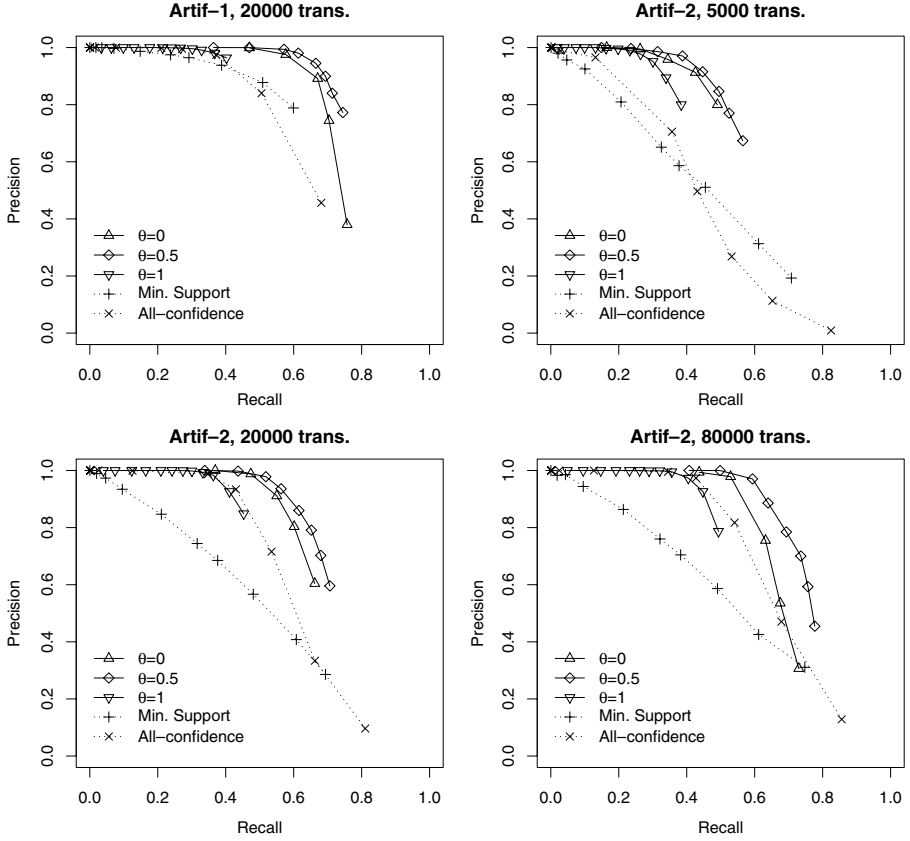 Artif–1, 20000 trans.
Precision
1.0
0.8
0.6
0.4
0.2
0.0
θ=0
θ=0.5
θ=1
Min. Support
All–confidence
0.0 0.2 0.4 0.6 0.8 1.0
Recall
Artif–2, 5000 trans.
Precision
1.0
0.8
0.6
0.4
0.2
0.0
θ=0
θ=0.5
θ=1
Min. Support
All–confidence
0.0 0.2 0.4 0.6 0.8 1.0
Recall
Artif–2, 20000 trans.
Precision
1.0
0.8
0.6
0.4
0.2
0.0
θ=0
θ=0.5
θ=1
Min. Support
All–confidence
0.0 0.2 0.4 0.6 0.8 1.0
Recall
Artif–2, 80000 trans.
Precision
1.0
0.8
0.6
0.4
0.2
0.0
θ=0
θ=0.5
θ=1
Min. Support
All–confidence
0.0 0.2 0.4 0.6 0.8 1.0
Recall